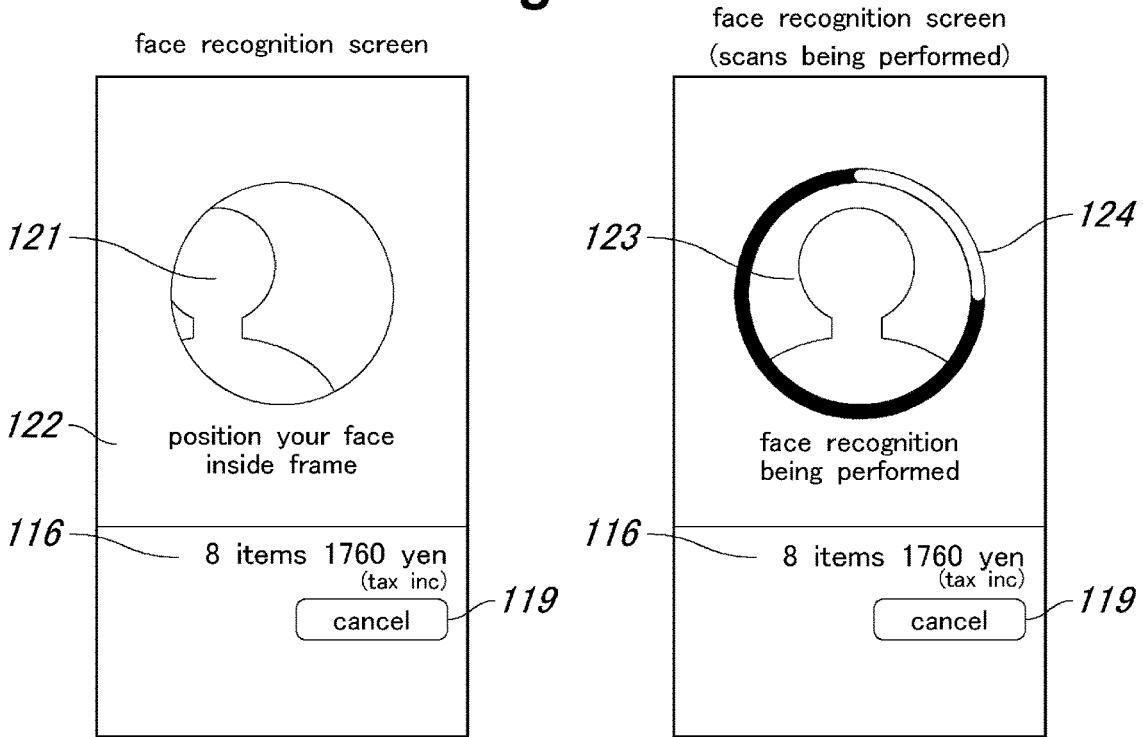 face recognition screen
121
122
position your face
inside frame
116
8 items 1760 yen
(tax inc)
cancel
119
face recognition screen
(scans being performed)
123
124
face recognition
being performed
116
8 items 1760 yen
(tax inc)
cancel
119